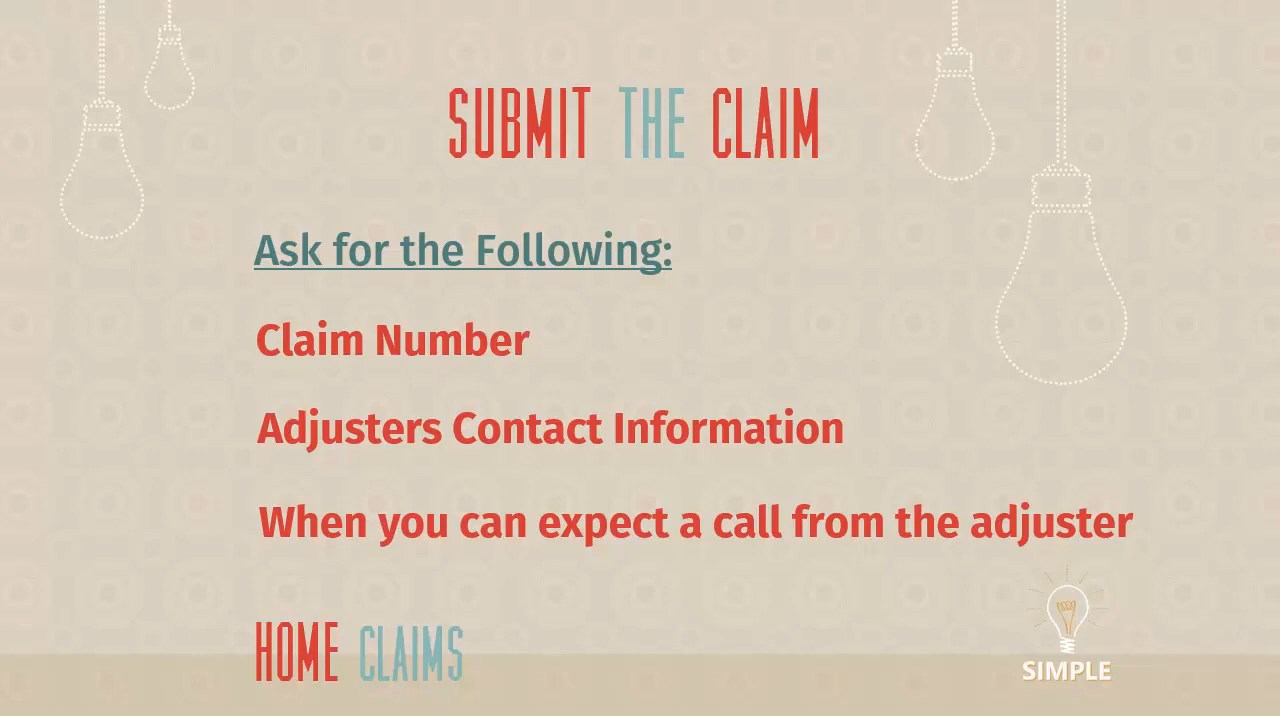 SUBMIT THE CLAIM
Ask for the Following:
Claim Number
Adjusters Contact Information
When you can expect a call from the adjuster
HOME CLAIMS
SIMPLE